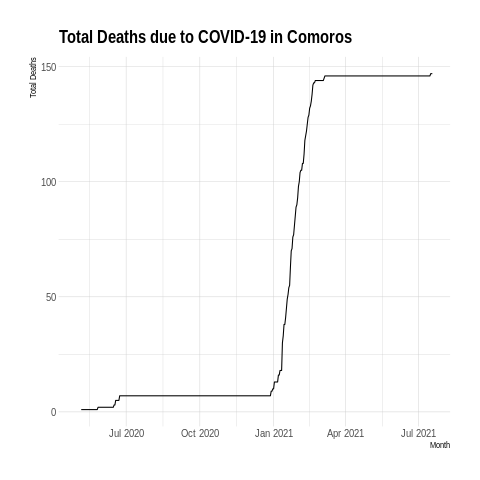 Total Deaths due to COVID-19 in Comoros
Total Deaths
150
100
50
0
Jul 2020 Oct 2020 Jan 2021 Apr 2021 Jul 2021
Month